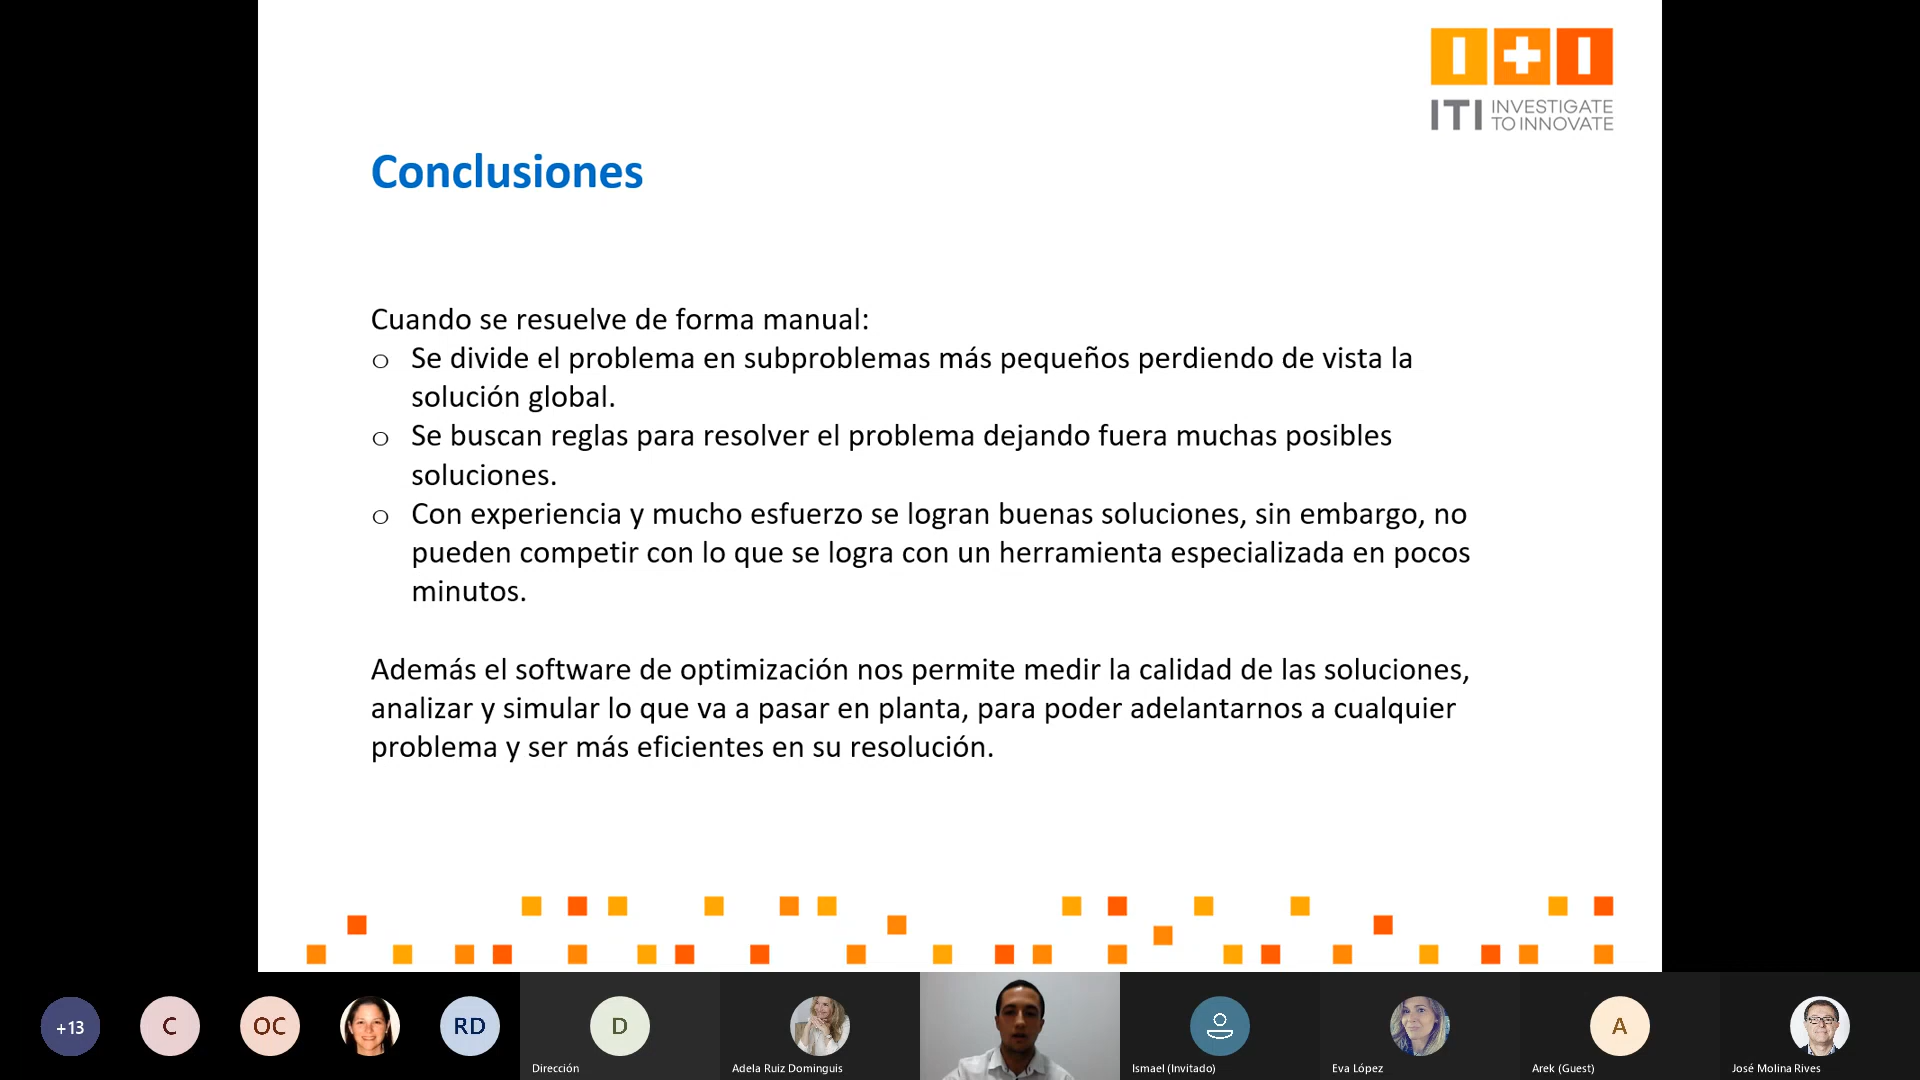 ITI INVESTIGATE
TO INNOVATE
Conclusiones
Cuando se resuelve de forma manual:
o Se divide el problema en subproblemas más pequeños perdiendo de vista la
solución global.
o Se buscan reglas para resolver el problema dejando fuera muchas posibles
soluciones.
o Con experiencia y mucho esfuerzo se logran buenas soluciones, sin embargo, no
pueden competir con lo que se logra con un herramienta especializada en pocos
minutos.
Además el software de optimización nos permite medir la calidad de las soluciones,
analizar y simular lo que va a pasar en planta, para poder adelantarnos a cualquier
problema y ser más eficientes en su resolución.
+13
C
OC
RD
D
A
Dirección
Adela Ruiz Dominguis
Ismael (Invitado)
Eva López
Arek (Guest)
José Molina Rives